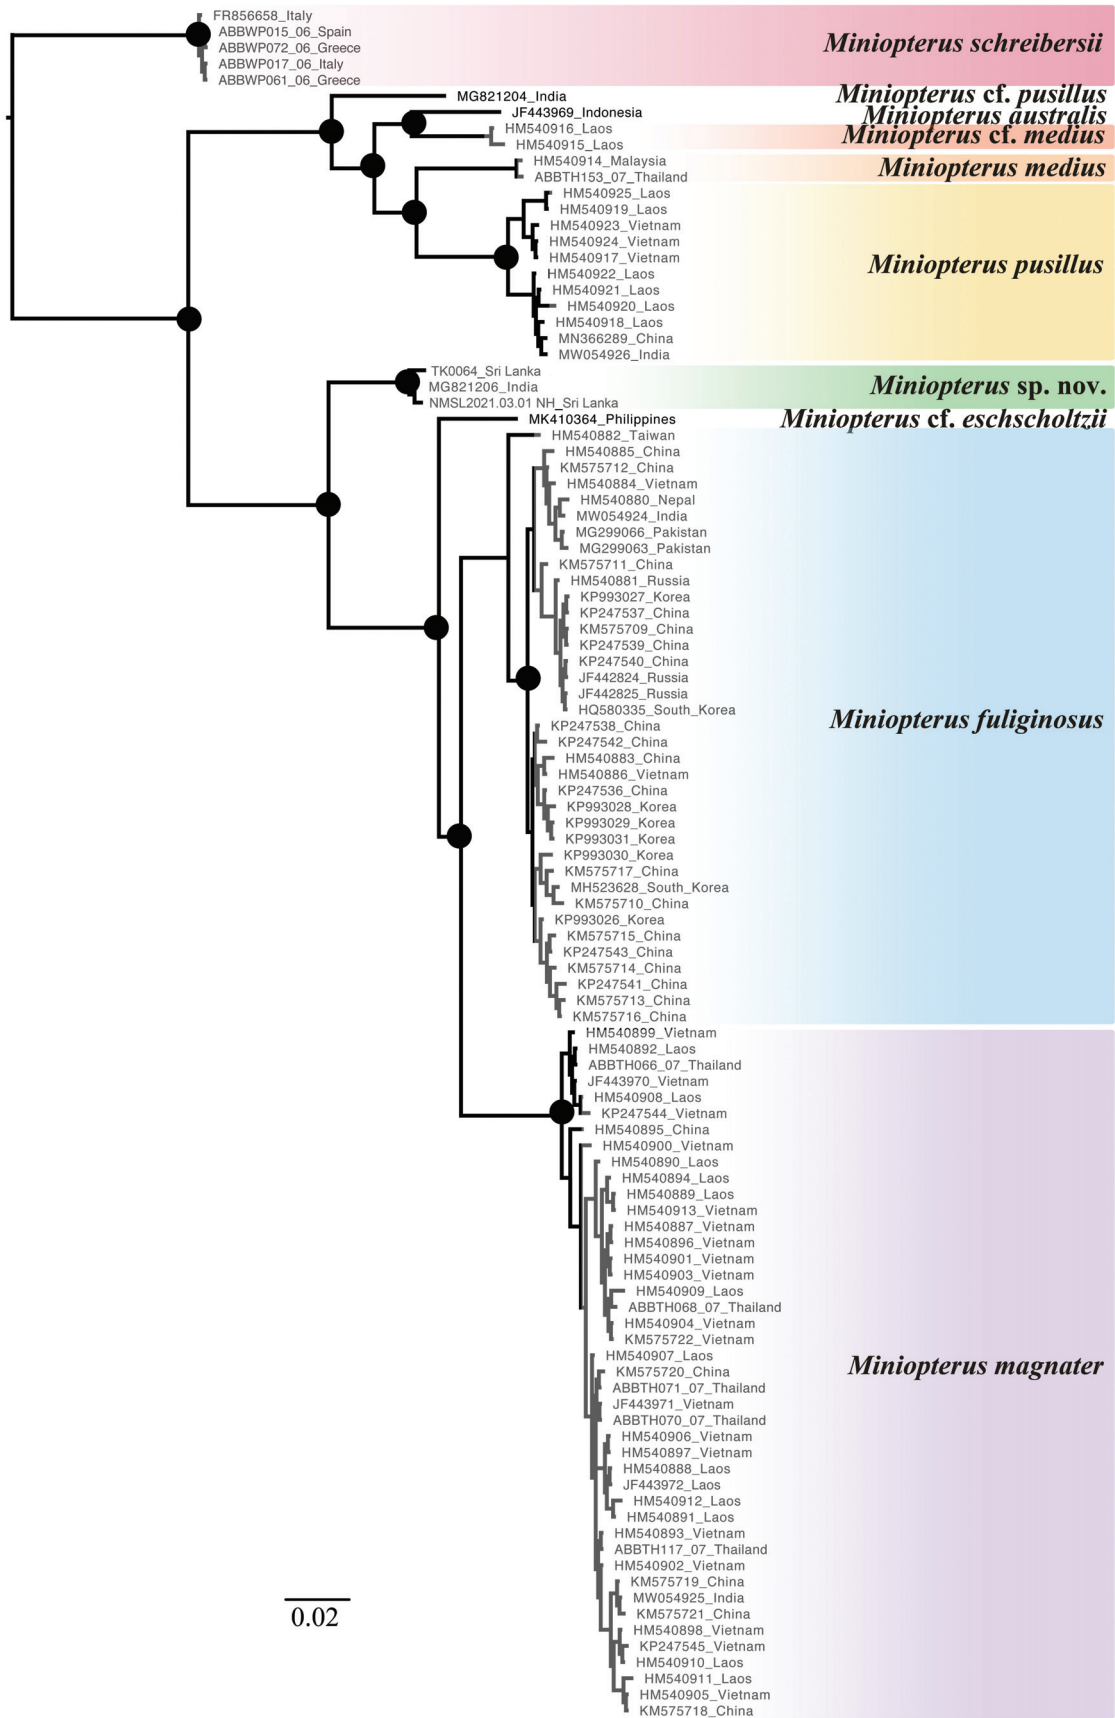 FR856658_Italy
ABBWP015_06_Spain
ABBWP072_06_Greece
Miniopterus schreibersii
ABBWP017_06_Italy
ABBWP061_06_Greece
MG821204_India
Miniopterus cf. pusillus
JF443969_Indonesia
Miniopterus australis
HM540916_Laos
Miniopterus cf. medius
HM540915_Laos
HM540914_Malaysia
Miniopterus medius
ABBTH153_07_Thailand
HM540925_Laos
HM540919_Laos
HM540923_Vietnam
HM540924_Vietnam
HM540917_Vietnam
Miniopterus pusillus
HM540922_Laos
HM540921_Laos
HM540920_Laos
HM540918_Laos
MN366289_China
MW054926_India
TK0064_Sri Lanka
MG821206_India
Miniopterus sp. nov.
NMSL2021.03.01 NH_Sri Lanka
MK410364_Philippines
Miniopterus cf. eschscholtzii
HM540882_Taiwan
HM540885_China
KM575712_China
HM540884_Vietnam
HM540880_Nepal
MW054924_India
MG299066_Pakistan
MG299063_Pakistan
KM575711_China
HM540881_Russia
KP993027_Korea
KP247537_China
KM575709_China
KP247539_China
KP247540_China
JF442824_Russia
JF442825_Russia
HQ580335_South_Korea
Miniopterus fuliginosus
KP247538_China
KP247542_China
HM540883_China
HM540886_Vietnam
KP247536_China
KP993028_Korea
KP993029_Korea
KP993031_Korea
KP993030_Korea
KM575717_China
MH523628_South_Korea
KM575710_China
KP993026_Korea
KM575715_China
KP247543_China
KM575714_China
KP247541_China
KM575713_China
KM575716_China
HM540899_Vietnam
HM540892_Laos
ABBTH066_07_Thailand
JF443970_Vietnam
HM540908_Laos
KP247544_Vietnam
HM540895_China
HM540900_Vietnam
HM540890_Laos
HM540894_Laos
HM540889_Laos
HM540913_Vietnam
HM540887_Vietnam
HM540896_Vietnam
HM540901_Vietnam
HM540903_Vietnam
HM540909_Laos
ABBTH068_07_Thailand
HM540904_Vietnam
KM575722_Vietnam
HM540907_Laos
Miniopterus magnater
KM575720_China
ABBTH071_07_Thailand
JF443971_Vietnam
ABBTH070_07_Thailand
HM540906_Vietnam
HM540897_Vietnam
HM540888_Laos
JF443972_Laos
HM540912_Laos
HM540891_Laos
HM540893_Vietnam
ABBTH117_07_Thailand
HM540902_Vietnam
KM575719_China
MW054925_India
KM575721_China
0.02
HM540898_Vietnam
KP247545_Vietnam
HM540910_Laos
HM540911_Laos
HM540905_Vietnam
KM575718_China